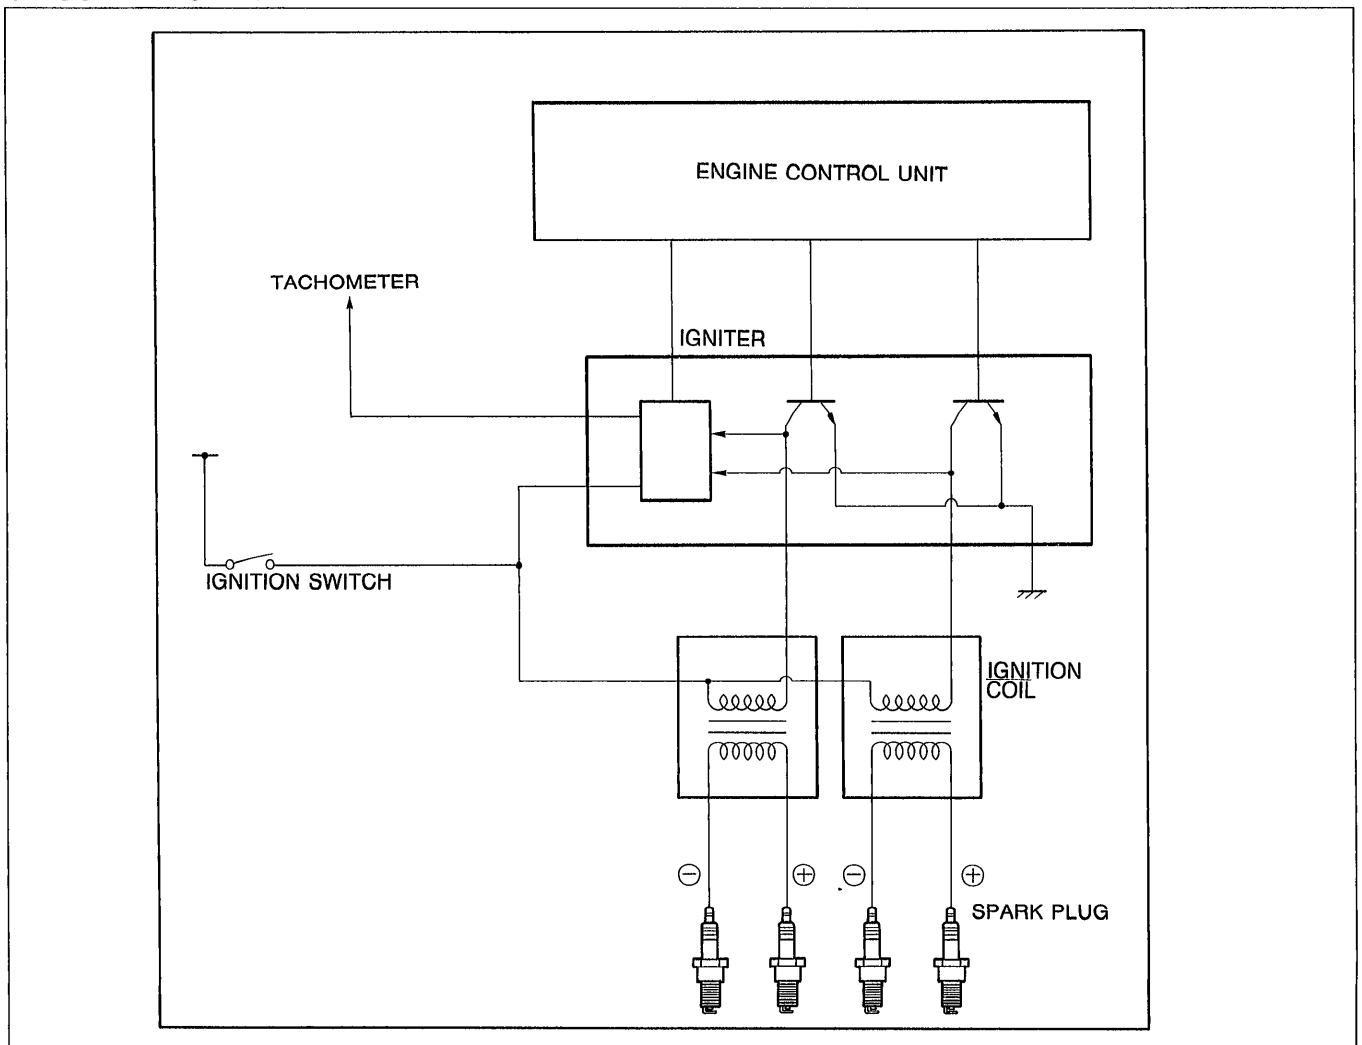 ENGINE CONTROL UNIT
TACHOMETER
IGNITER
IGNITION SWITCH
IGNITION
COIL
SPARK PLUG